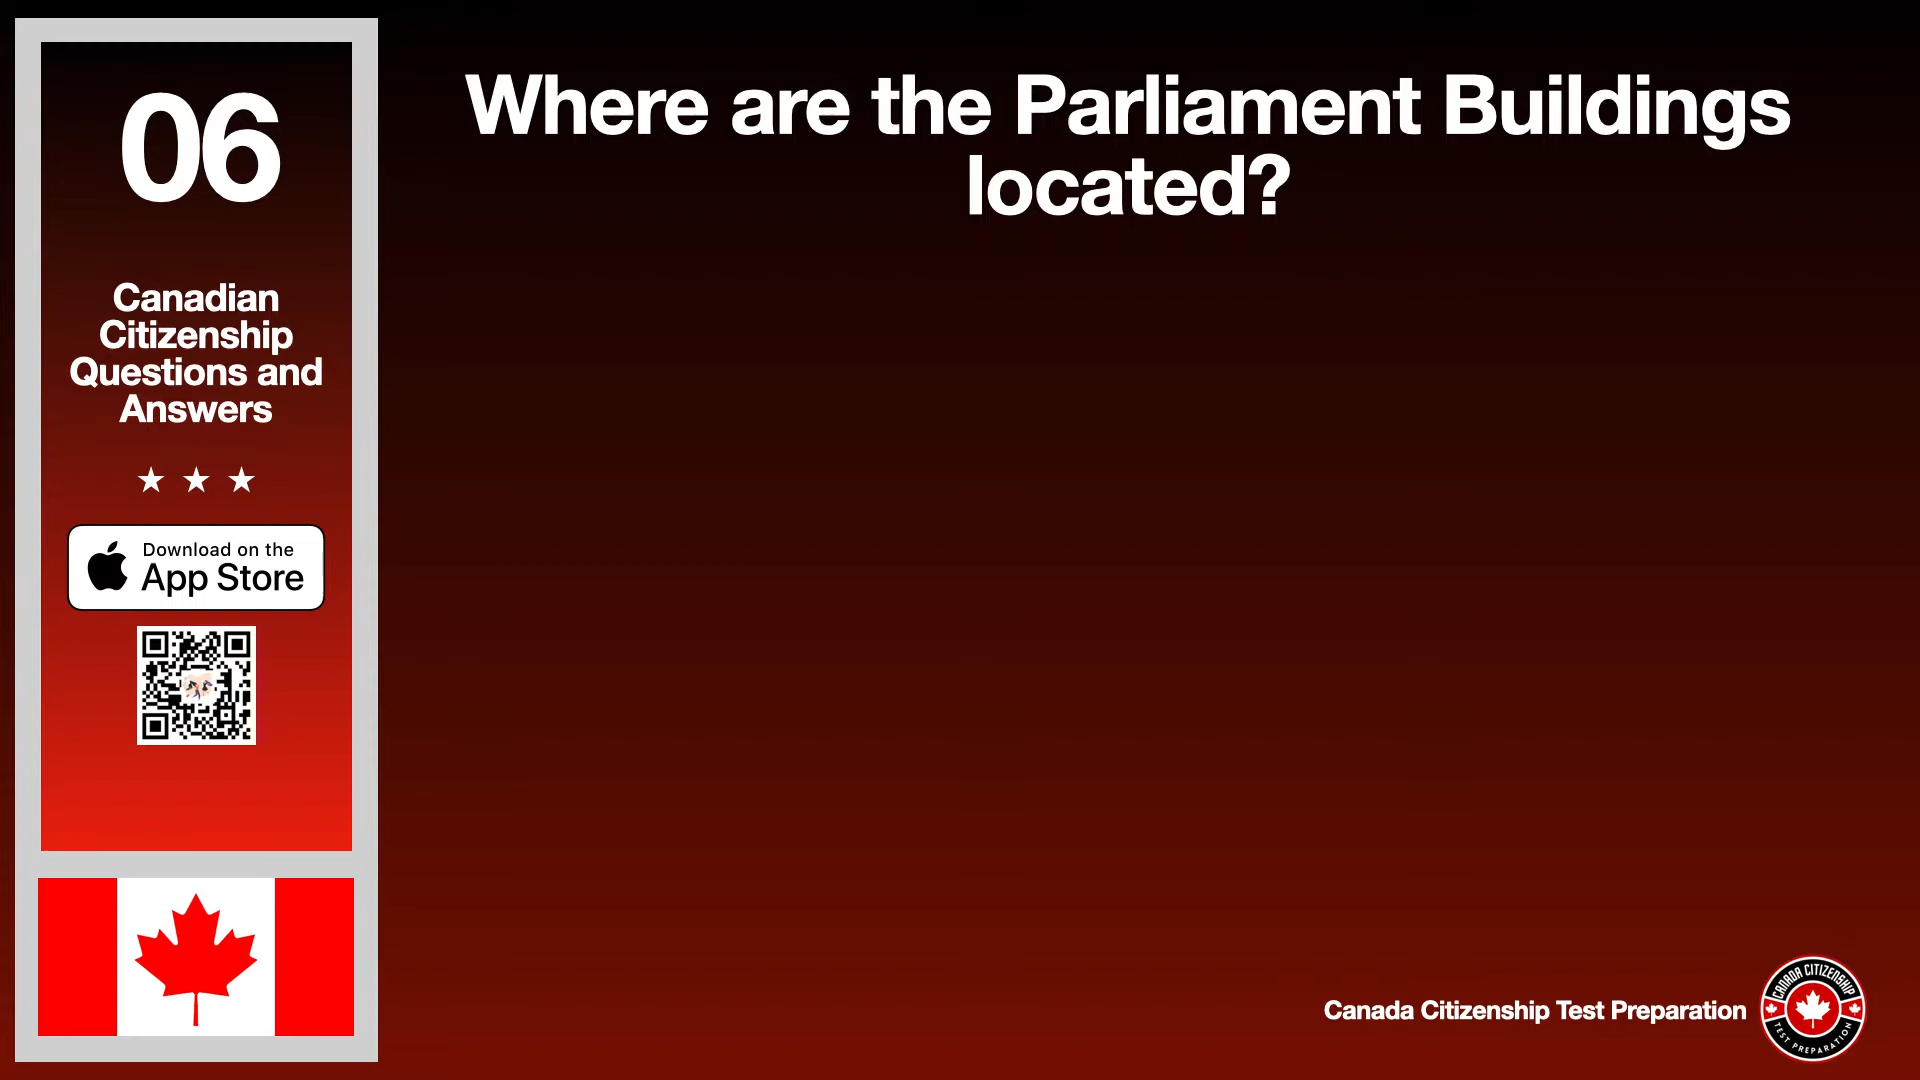 06
Canadian
Citizenship
Questions and
Answers
Download on the
App Store
Where are the Parliament Buildings
located?
Canada Citizenship Test Preparation
CANADA CITIZENSHIP
TEST PREPARATION